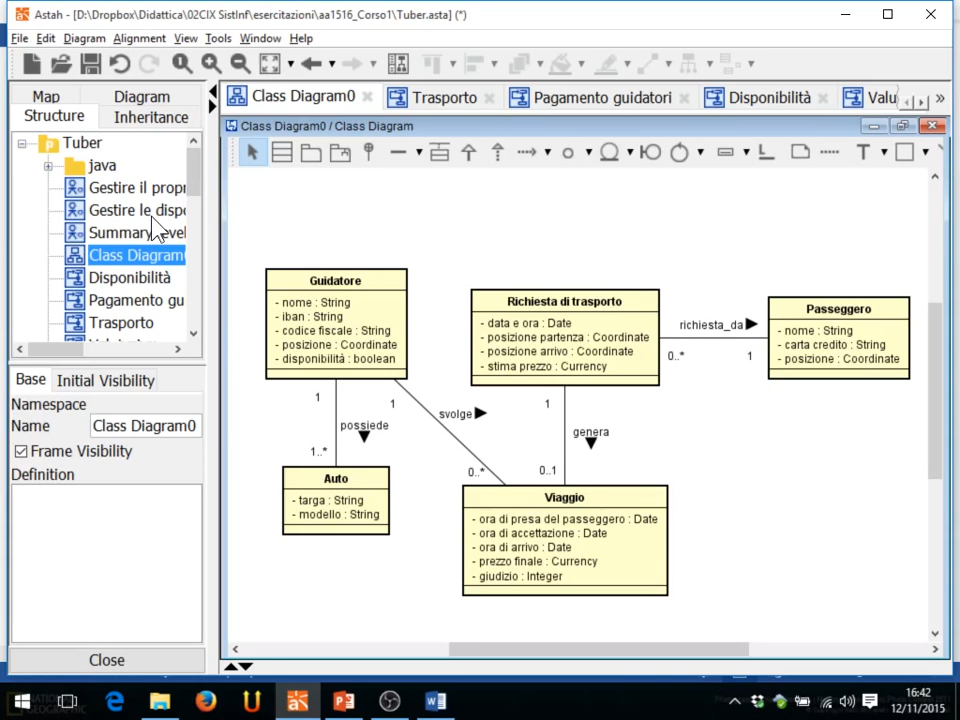 Astah - [D:\Dropbox\Didattica\02CIX SistInf\esercitazioni\aa1516_Corso1\Tuber.asta] (*)
File Edit Diagram Alignment View Tools Window Help
Map Diagram
Structure Inheritance
Class Diagram0 Trasporto Pagamento guidatori Disponibilità Valu
Class Diagram0 / Class Diagram
T
Tuber
java
Gestire il propr
Gestire le dispo
Summary level
Class Diagram0
Disponibilità
Pagamento gu
Trasporto
Base Initial Visibility
Namespace
Name Class Diagram0
Frame Visibility
Definition
Close
Guidatore
- nome : String
- iban : String
- codice fiscale : String
- posizione : Coordinate
- disponibilità : boolean
Richiesta di trasporto
- data e ora : Date
- posizione partenza : Coordinate
- posizione arrivo : Coordinate
- stima prezzo : Currency
richiesta_da
0..* 1
Passeggero
- nome : String
- carta credito : String
- posizione : Coordinate
1
possiede
1..*
1
svolge
0..*
1
genera
0..1
Auto
- targa : String
- modello : String
Viaggio
- ora di presa del passeggero : Date
- ora di accettazione : Date
- ora di arrivo : Date
- prezzo finale : Currency
- giudizio : Integer
16:42
12/11/2015